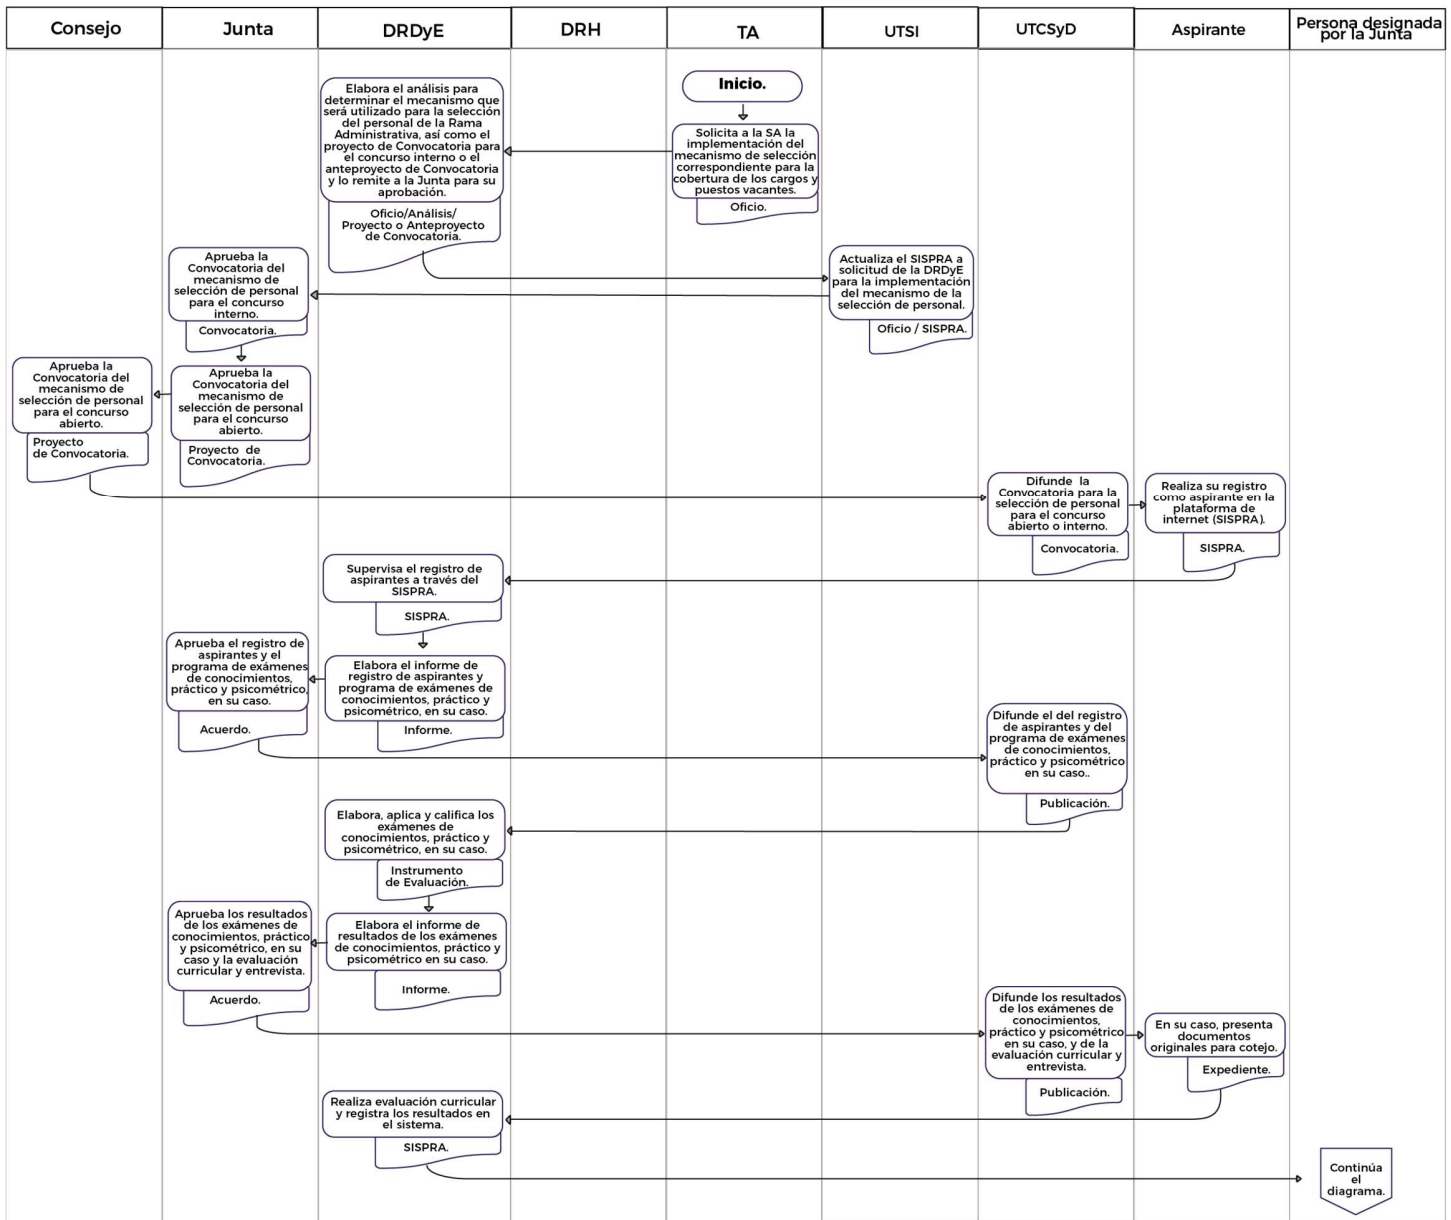 Consejo
Junta
DRDyE
DRH
TA
UTSI
UTCSyD
Aspirante
Persona designada
por la Junta
Inicio.
Solicita a la SA la
implementación del
mecanismo de selección
correspondiente para la
cobertura de los cargos y
puestos vacantes.
Oficio.
Elabora el análisis para
determinar el mecanismo que
será utilizado para la selección
del personal de la Rama
Administrativa, así como el
proyecto de Convocatoria para
el concurso interno o el
anteproyecto de Convocatoria
y lo remite a la Junta para su
aprobación.
Oficio/Análisis/
Proyecto o Anteproyecto
de Convocatoria.
Actualiza el SISPRA a
solicitud de la DRDyE
para la implementación
del mecanismo de la
selección de personal.
Oficio / SISPRA.
Aprueba la
Convocatoria del
mecanismo de
selección de personal
para el concurso
interno.
Convocatoria.
Aprueba la
Convocatoria del
mecanismo de
selección de personal
para el concurso
abierto.
Proyecto de
Convocatoria.
Aprueba la
Convocatoria del
mecanismo de
selección de personal
para el concurso
abierto.
Proyecto
de Convocatoria.
Difunde la
Convocatoria para la
selección de personal
para el concurso
abierto o interno.
Convocatoria.
Realiza su registro
como aspirante en la
plataforma de
internet (SISPRA).
SISPRA.
Supervisa el registro de
aspirantes a través del
SISPRA.
SISPRA.
Elabora el informe de
registro de aspirantes y
programa de exámenes de
conocimientos, práctico y
psicométrico, en su caso.
Informe.
Aprueba el registro de
aspirantes y el
programa de exámenes
de conocimientos,
práctico y psicométrico,
en su caso.
Acuerdo.
Difunde el del registro
de aspirantes y del
programa de exámenes
de conocimientos,
práctico y psicométrico
en su caso..
Publicación.
Elabora, aplica y califica los
exámenes de
conocimientos, práctico y
psicométrico, en su caso.
Instrumento
de Evaluación.
Elabora el informe de
resultados de los exámenes
de conocimientos, práctico y
psicométrico en su caso.
Informe.
Aprueba los resultados
de los exámenes de
conocimientos, práctico
y psicométrico, en su
caso y la evaluación
curricular y entrevista.
Acuerdo.
Difunde los resultados
de los exámenes de
conocimientos,
práctico y psicométrico
en su caso, y de la
evaluación curricular y
entrevista.
Publicación.
En su caso, presenta
documentos
originales para cotejo.
Expediente.
Realiza evaluación curricular
y registra los resultados en
el sistema.
SISPRA.
Continúa
el
diagrama.